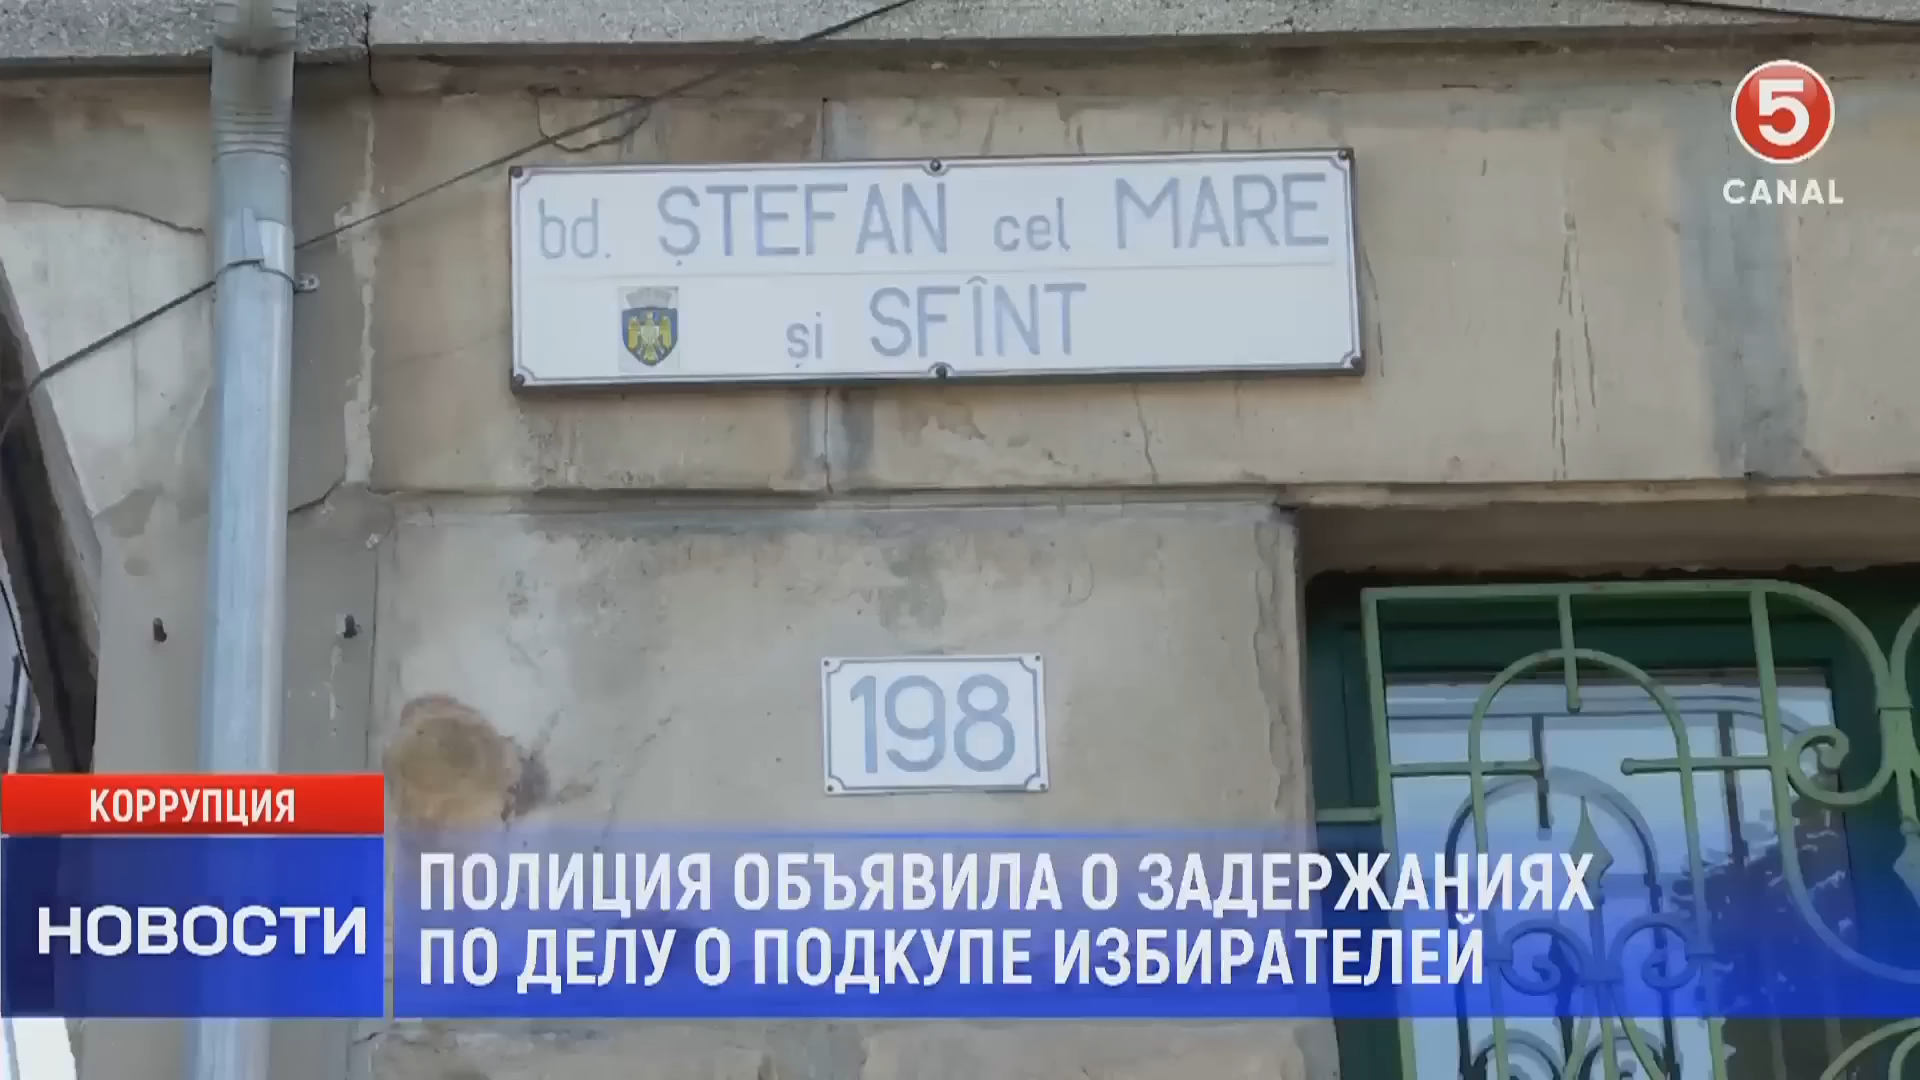 5
CANAL
bd. ȘTEFAN cel MARE
și SFÎNT
198
КОРРУПЦИЯ
НОВОСТИ
ПОЛИЦИЯ ОБЪЯВИЛА О ЗАДЕРЖАНИЯХ
ПО ДЕЛУ О ПОДКУПЕ ИЗБИРАТЕЛЕЙ